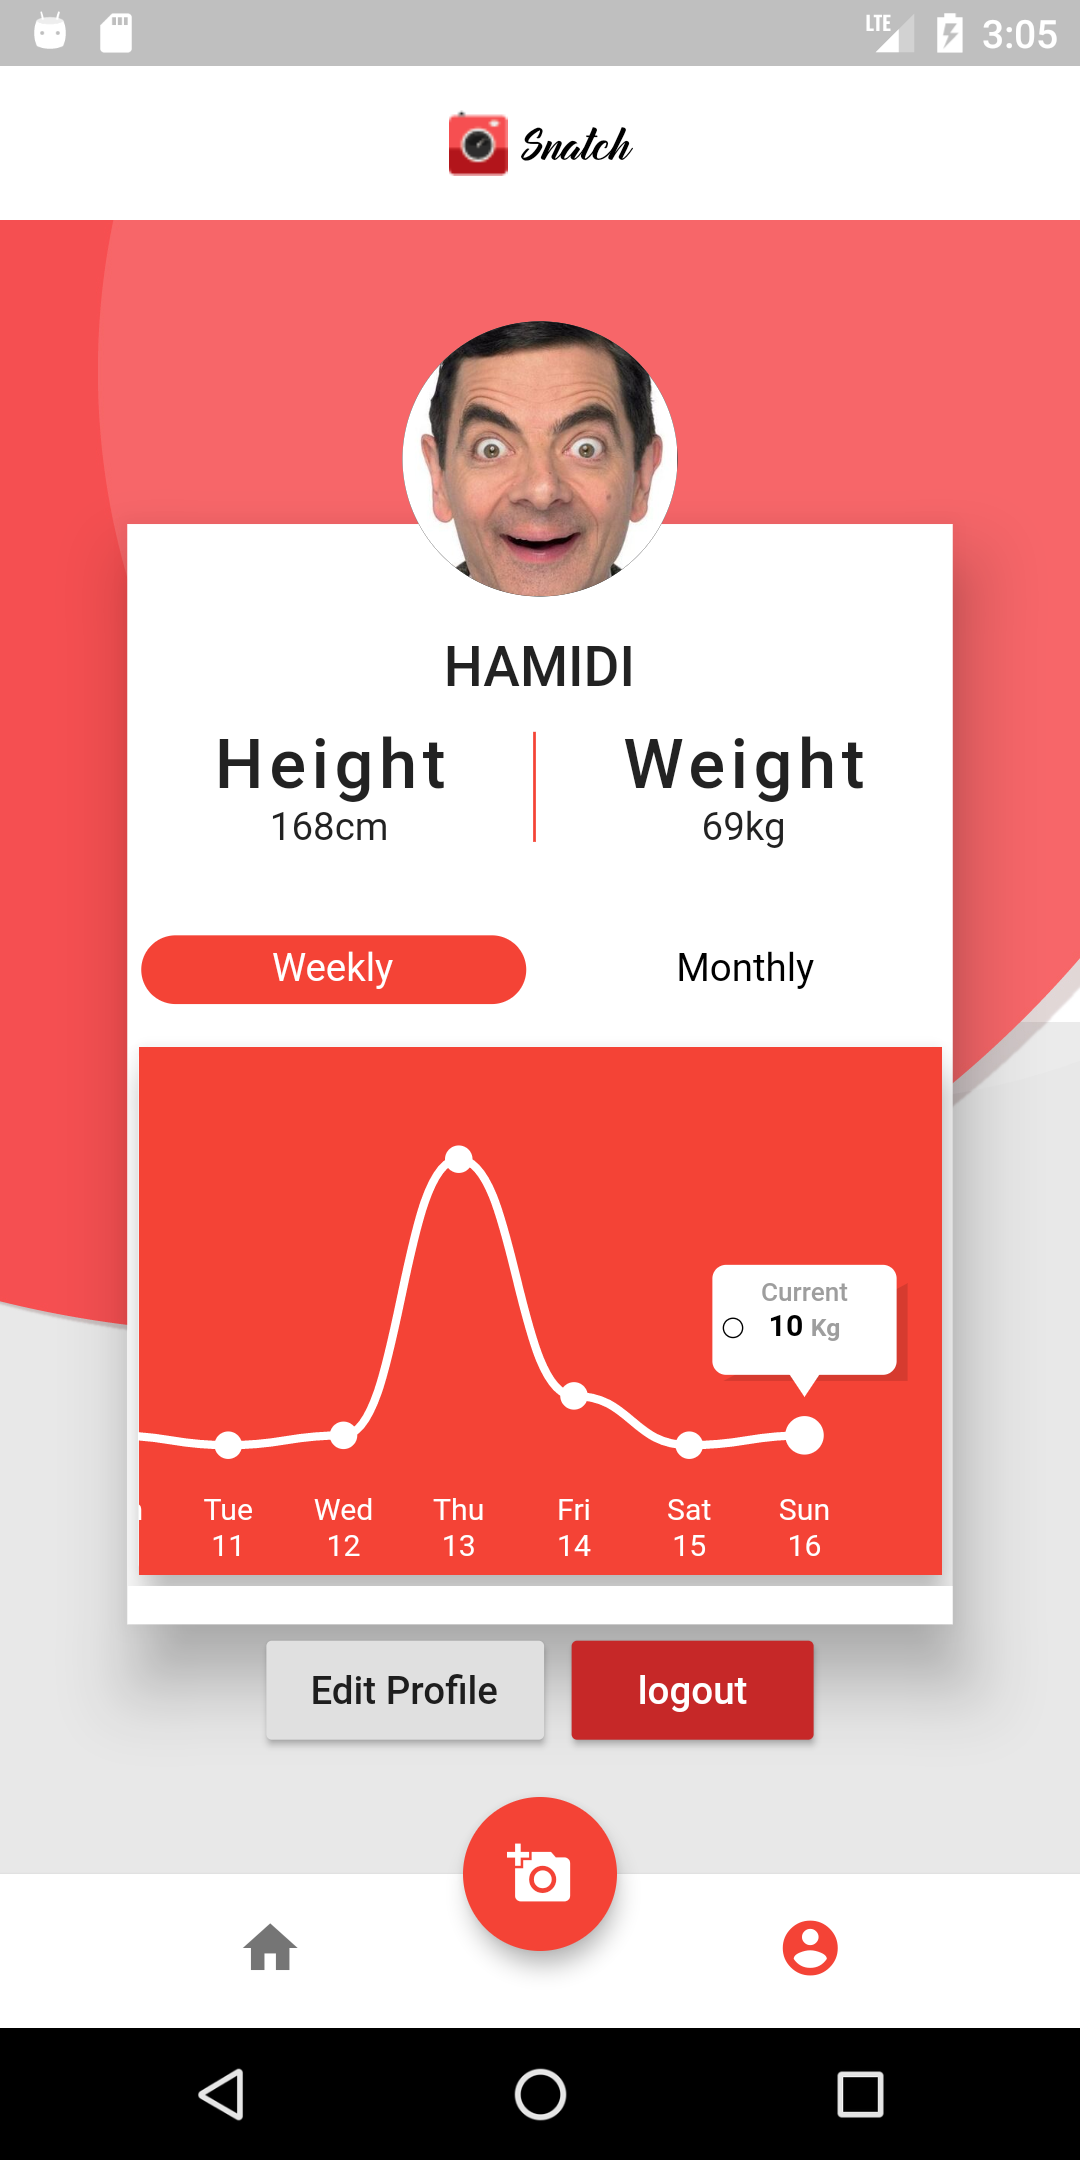 LTE 3:05
Snatch
HAMIDI
Height Weight
168cm 69kg
Weekly Monthly
Current
10 Kg
Tue Wed Thu Fri Sat Sun
11 12 13 14 15 16
Edit Profile logout